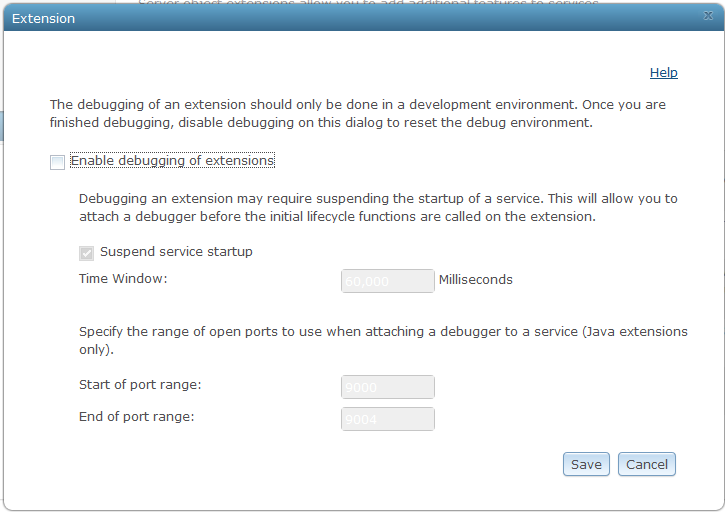 Server object extensions allow you to add additional features to services.
Extension
Help
The debugging of an extension should only be done in a development environment. Once you are
finished debugging, disable debugging on this dialog to reset the debug environment.
Enable debugging of extensions
Debugging an extension may require suspending the startup of a service. This will allow you to
attach a debugger before the initial lifecycle functions are called on the extension.
Suspend service startup
Time Window: 60,000 Milliseconds
Specify the range of open ports to use when attaching a debugger to a service (Java extensions
only).
Start of port range: 9000
End of port range: 9004
Save Cancel